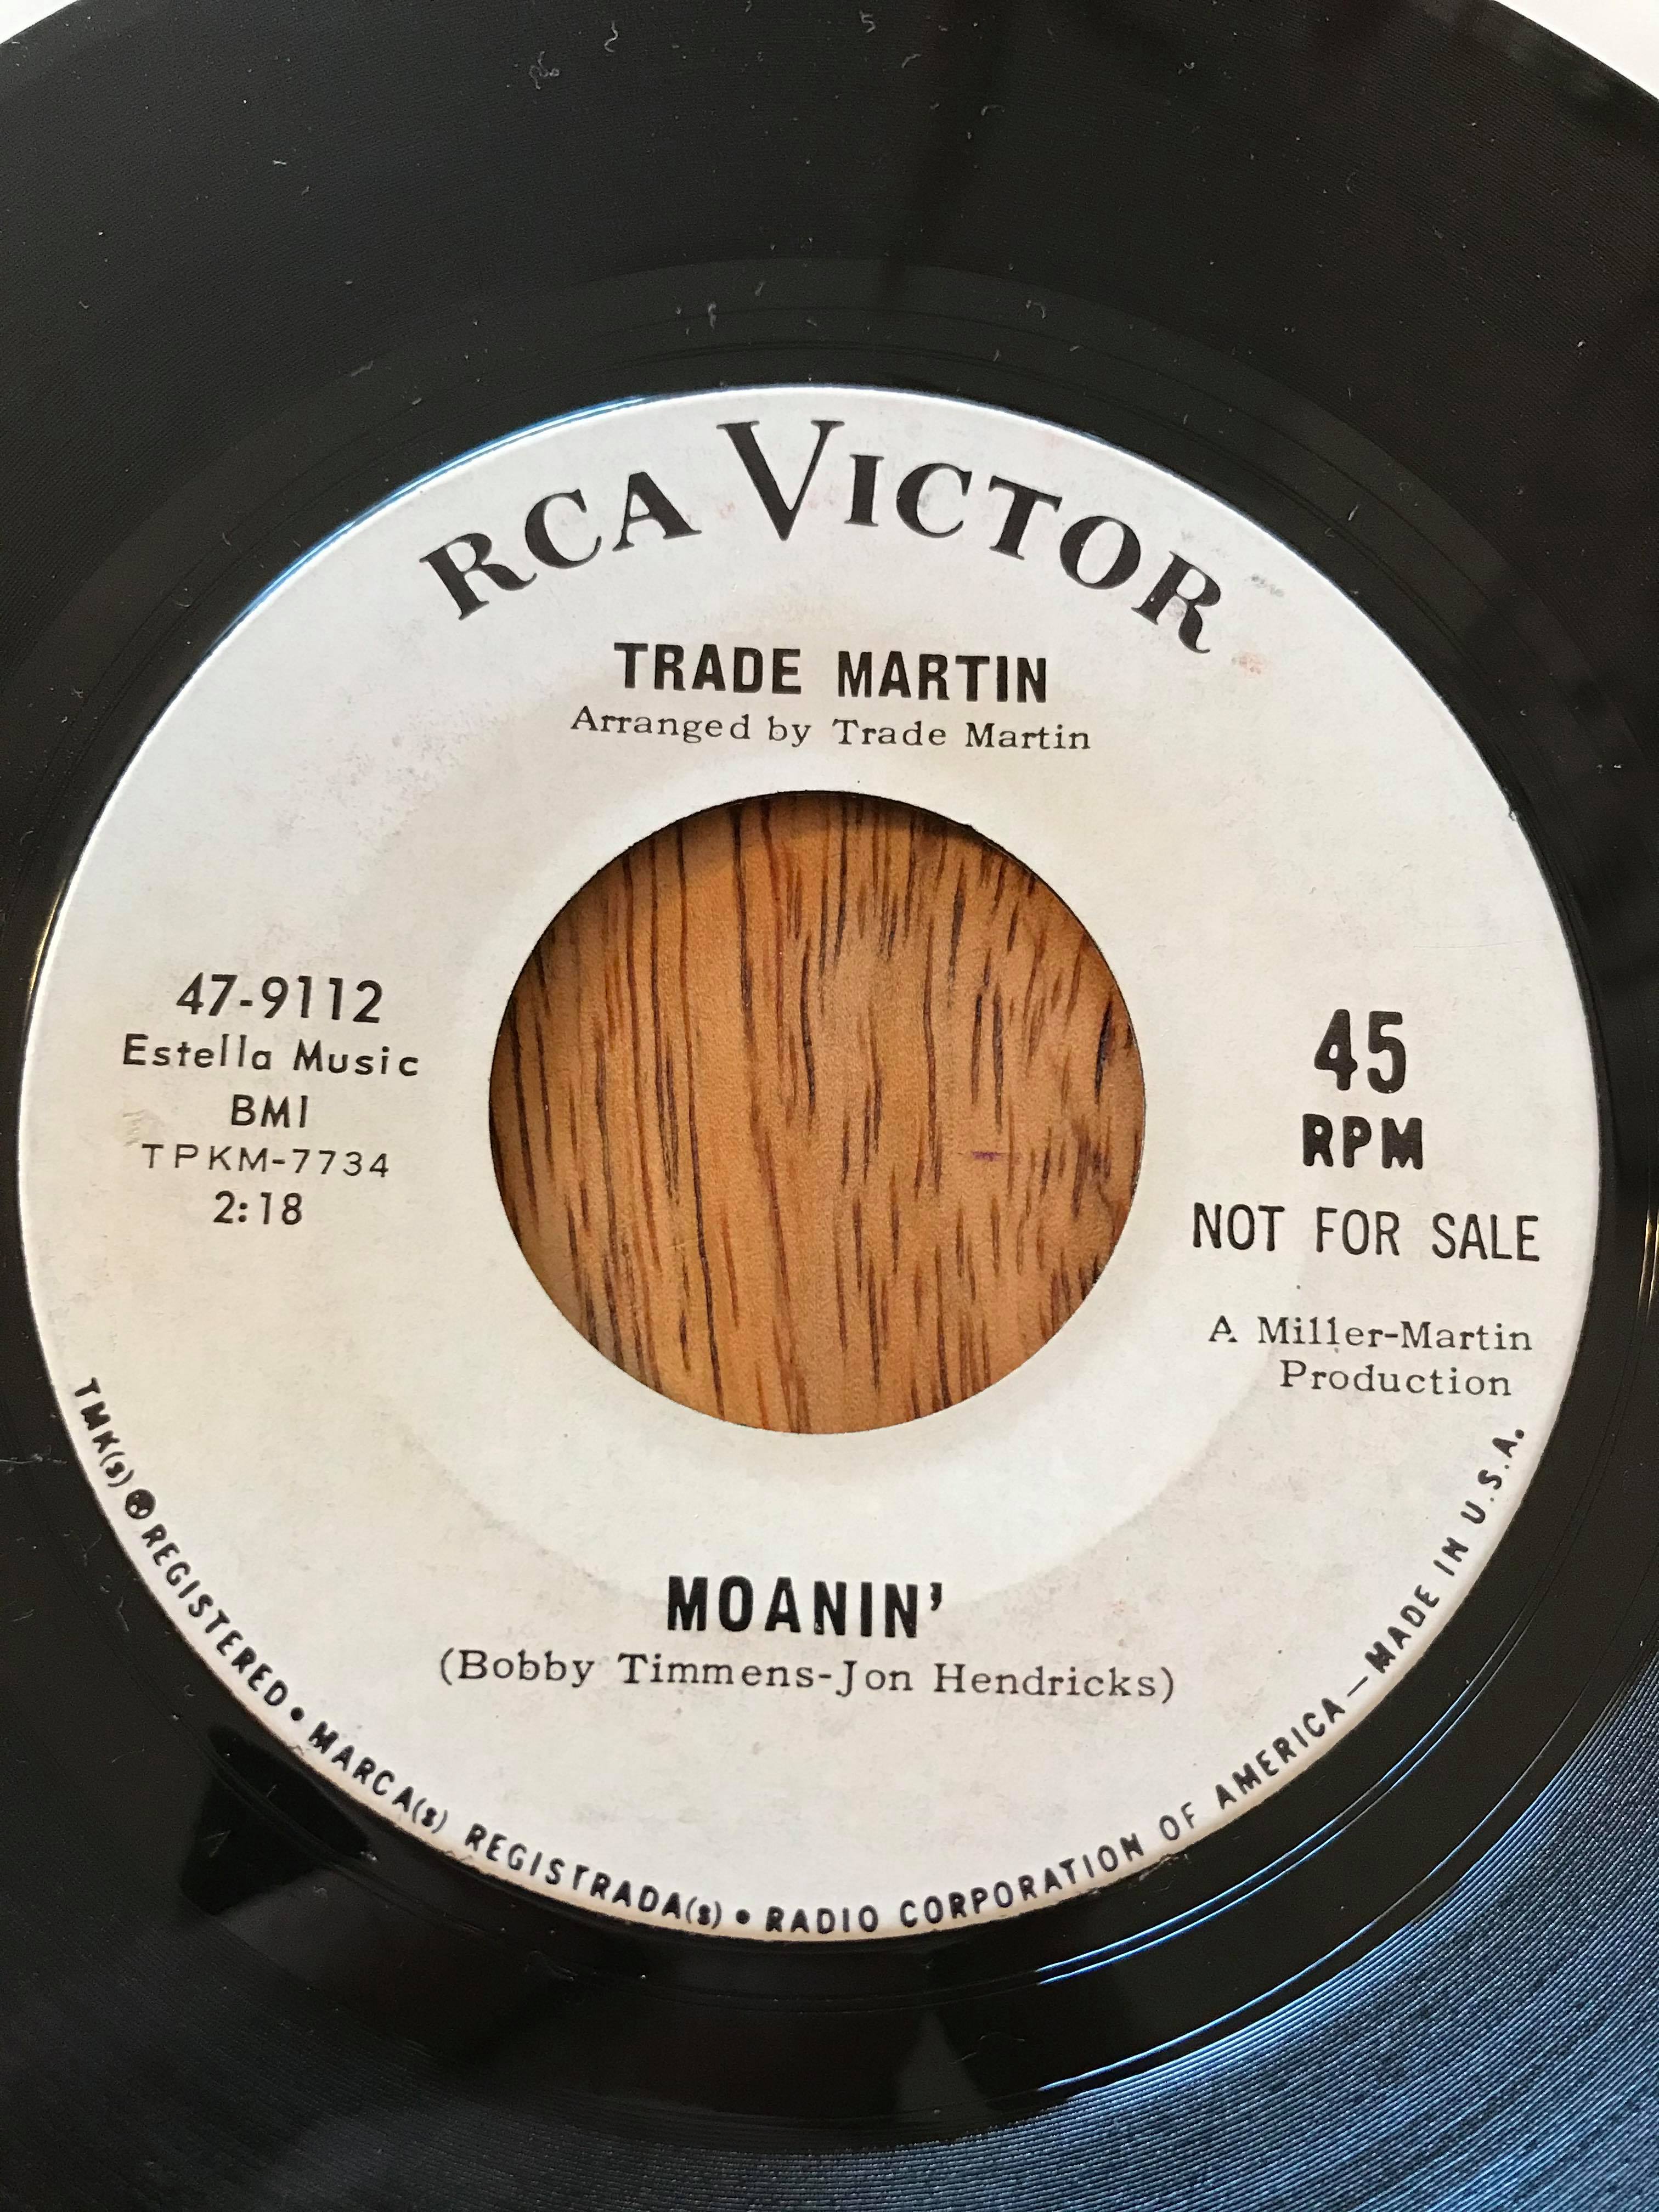 RCA VICTOR
TRADE MARTIN
Arranged by Trade Martin
47-9112
Estella Music
BMI
TPKM-7734
2:18
45
RPM
NOT FOR SALE
A Miller-Martin
Production
MOANIN'
(Bobby Timmens-Jon Hendricks)
TMK(s) ® REGISTERED • MARCA(s) REGISTRADA(s) • RADIO CORPORATION OF AMERICA — MADE IN U.S.A.